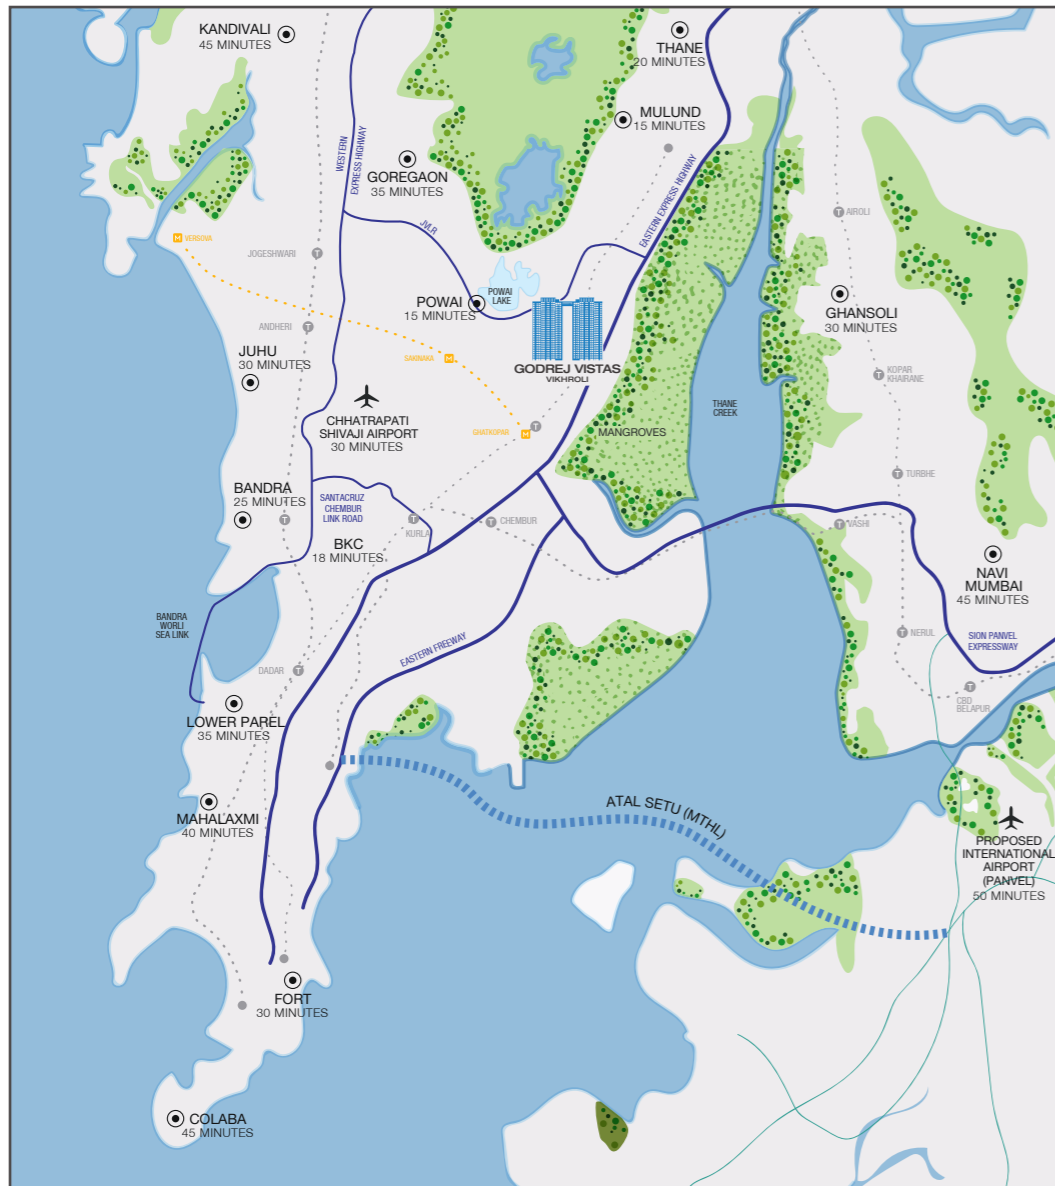 KANDIVALI
45 MINUTES
THANE
20 MINUTES
MULUND
15 MINUTES
WESTERN
EXPRESS HIGHWAY
GOREGAON
35 MINUTES
EASTERN EXPRESS HIGHWAY
AIROLI
JVLR
VERSOVA
JOGESHWARI
POWAI
LAKE
POWAI
15 MINUTES
GHANSOLI
30 MINUTES
ANDHERI
JUHU
30 MINUTES
SAKINAKA
GODREJ VISTAS
VIKHROLI
KOPAR
KHAIRANE
THANE
CREEK
CHHATRAPATI
SHIVAJI AIRPORT
30 MINUTES
GHATKOPAR
MANGROVES
TURBHE
BANDRA
25 MINUTES
SANTACRUZ
CHEMBUR
LINK ROAD
KURLA
CHEMBUR
VASHI
BKC
18 MINUTES
NAVI
MUMBAI
45 MINUTES
BANDRA
WORLI
SEA LINK
EASTERN FREEWAY
NERUL
SION PANVEL
EXPRESSWAY
DADAR
CBD
BELAPUR
LOWER PAREL
35 MINUTES
MAHALAXMI
40 MINUTES
ATAL SETU (MTHL)
PROPOSED
INTERNATIONAL
AIRPORT
(PANVEL)
50 MINUTES
FORT
30 MINUTES
COLABA
45 MINUTES